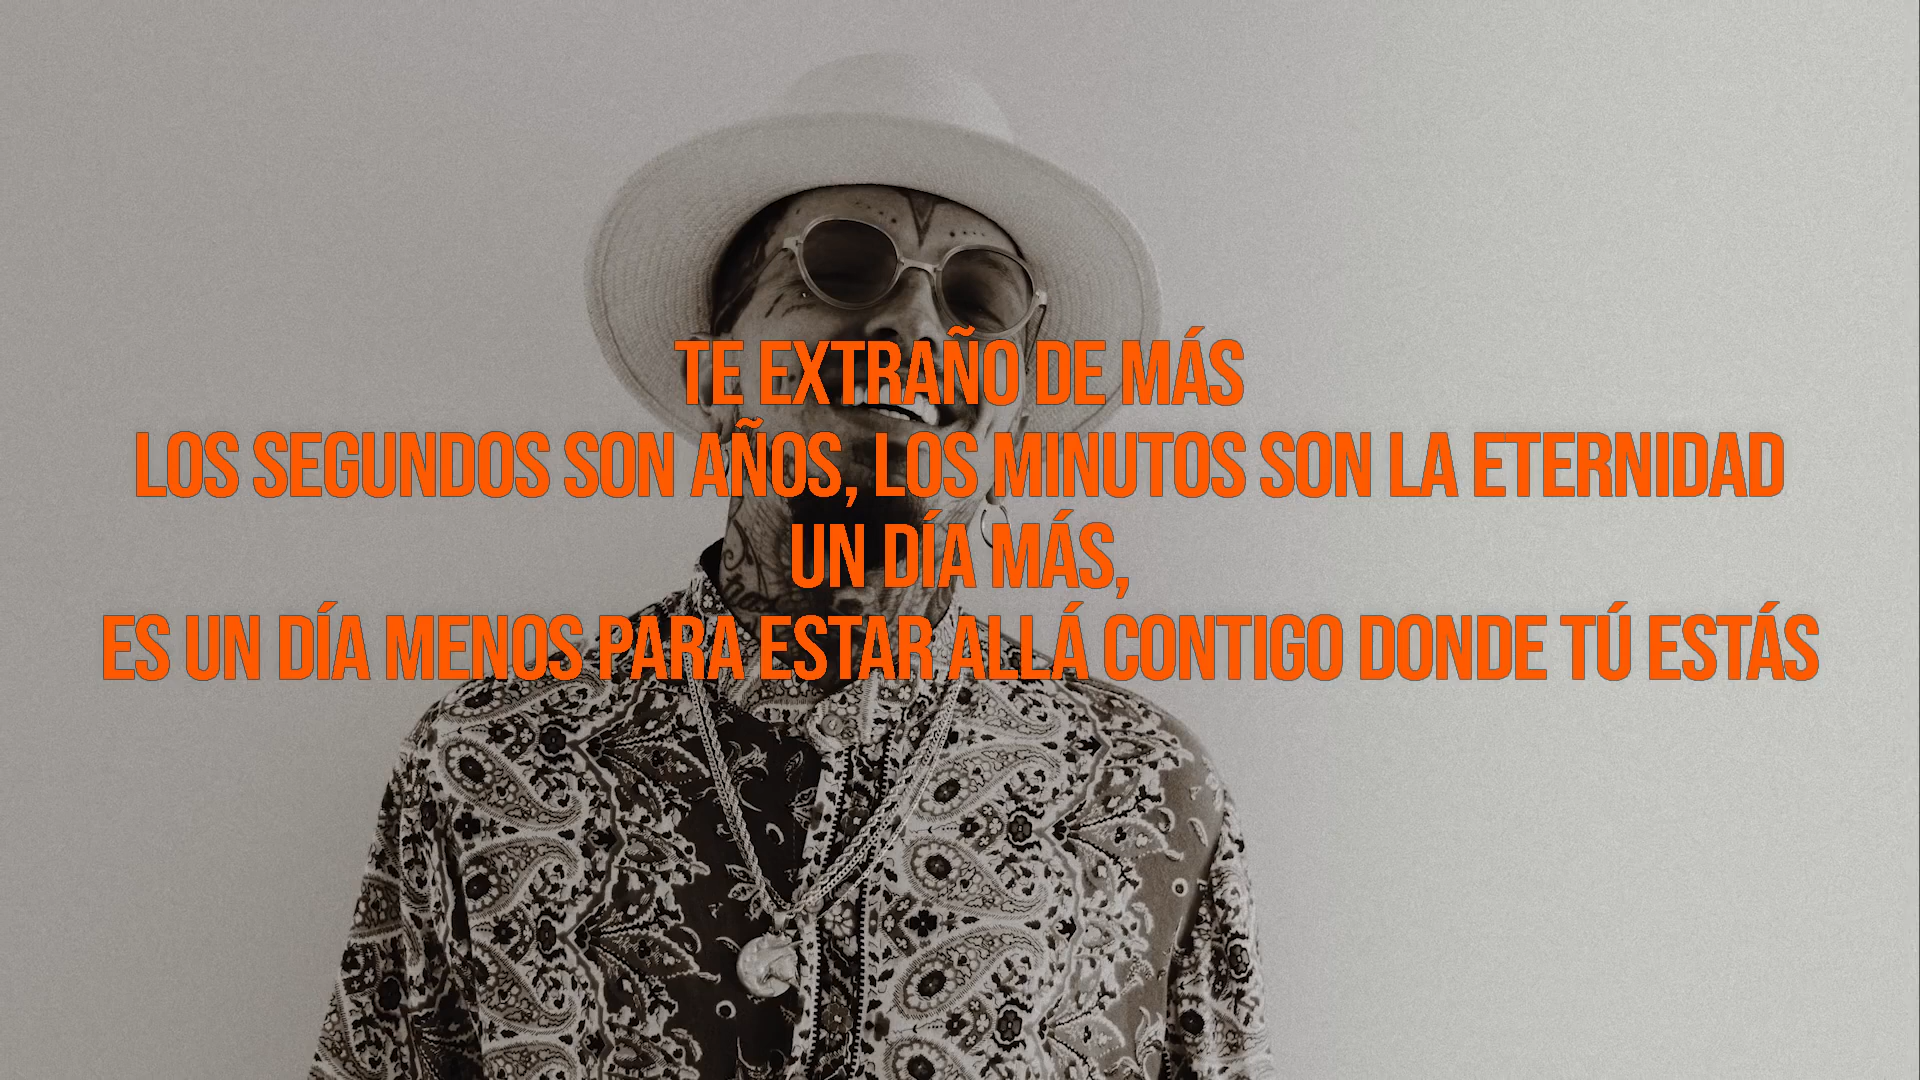 TE EXTRAÑO DE MÁS
LOS SEGUNDOS SON AÑOS, LOS MINUTOS SON LA ETERNIDAD
UN DÍA MÁS,
ES UN DÍA MENOS PARA ESTAR ALLÁ CONTIGO DONDE TÚ ESTÁS